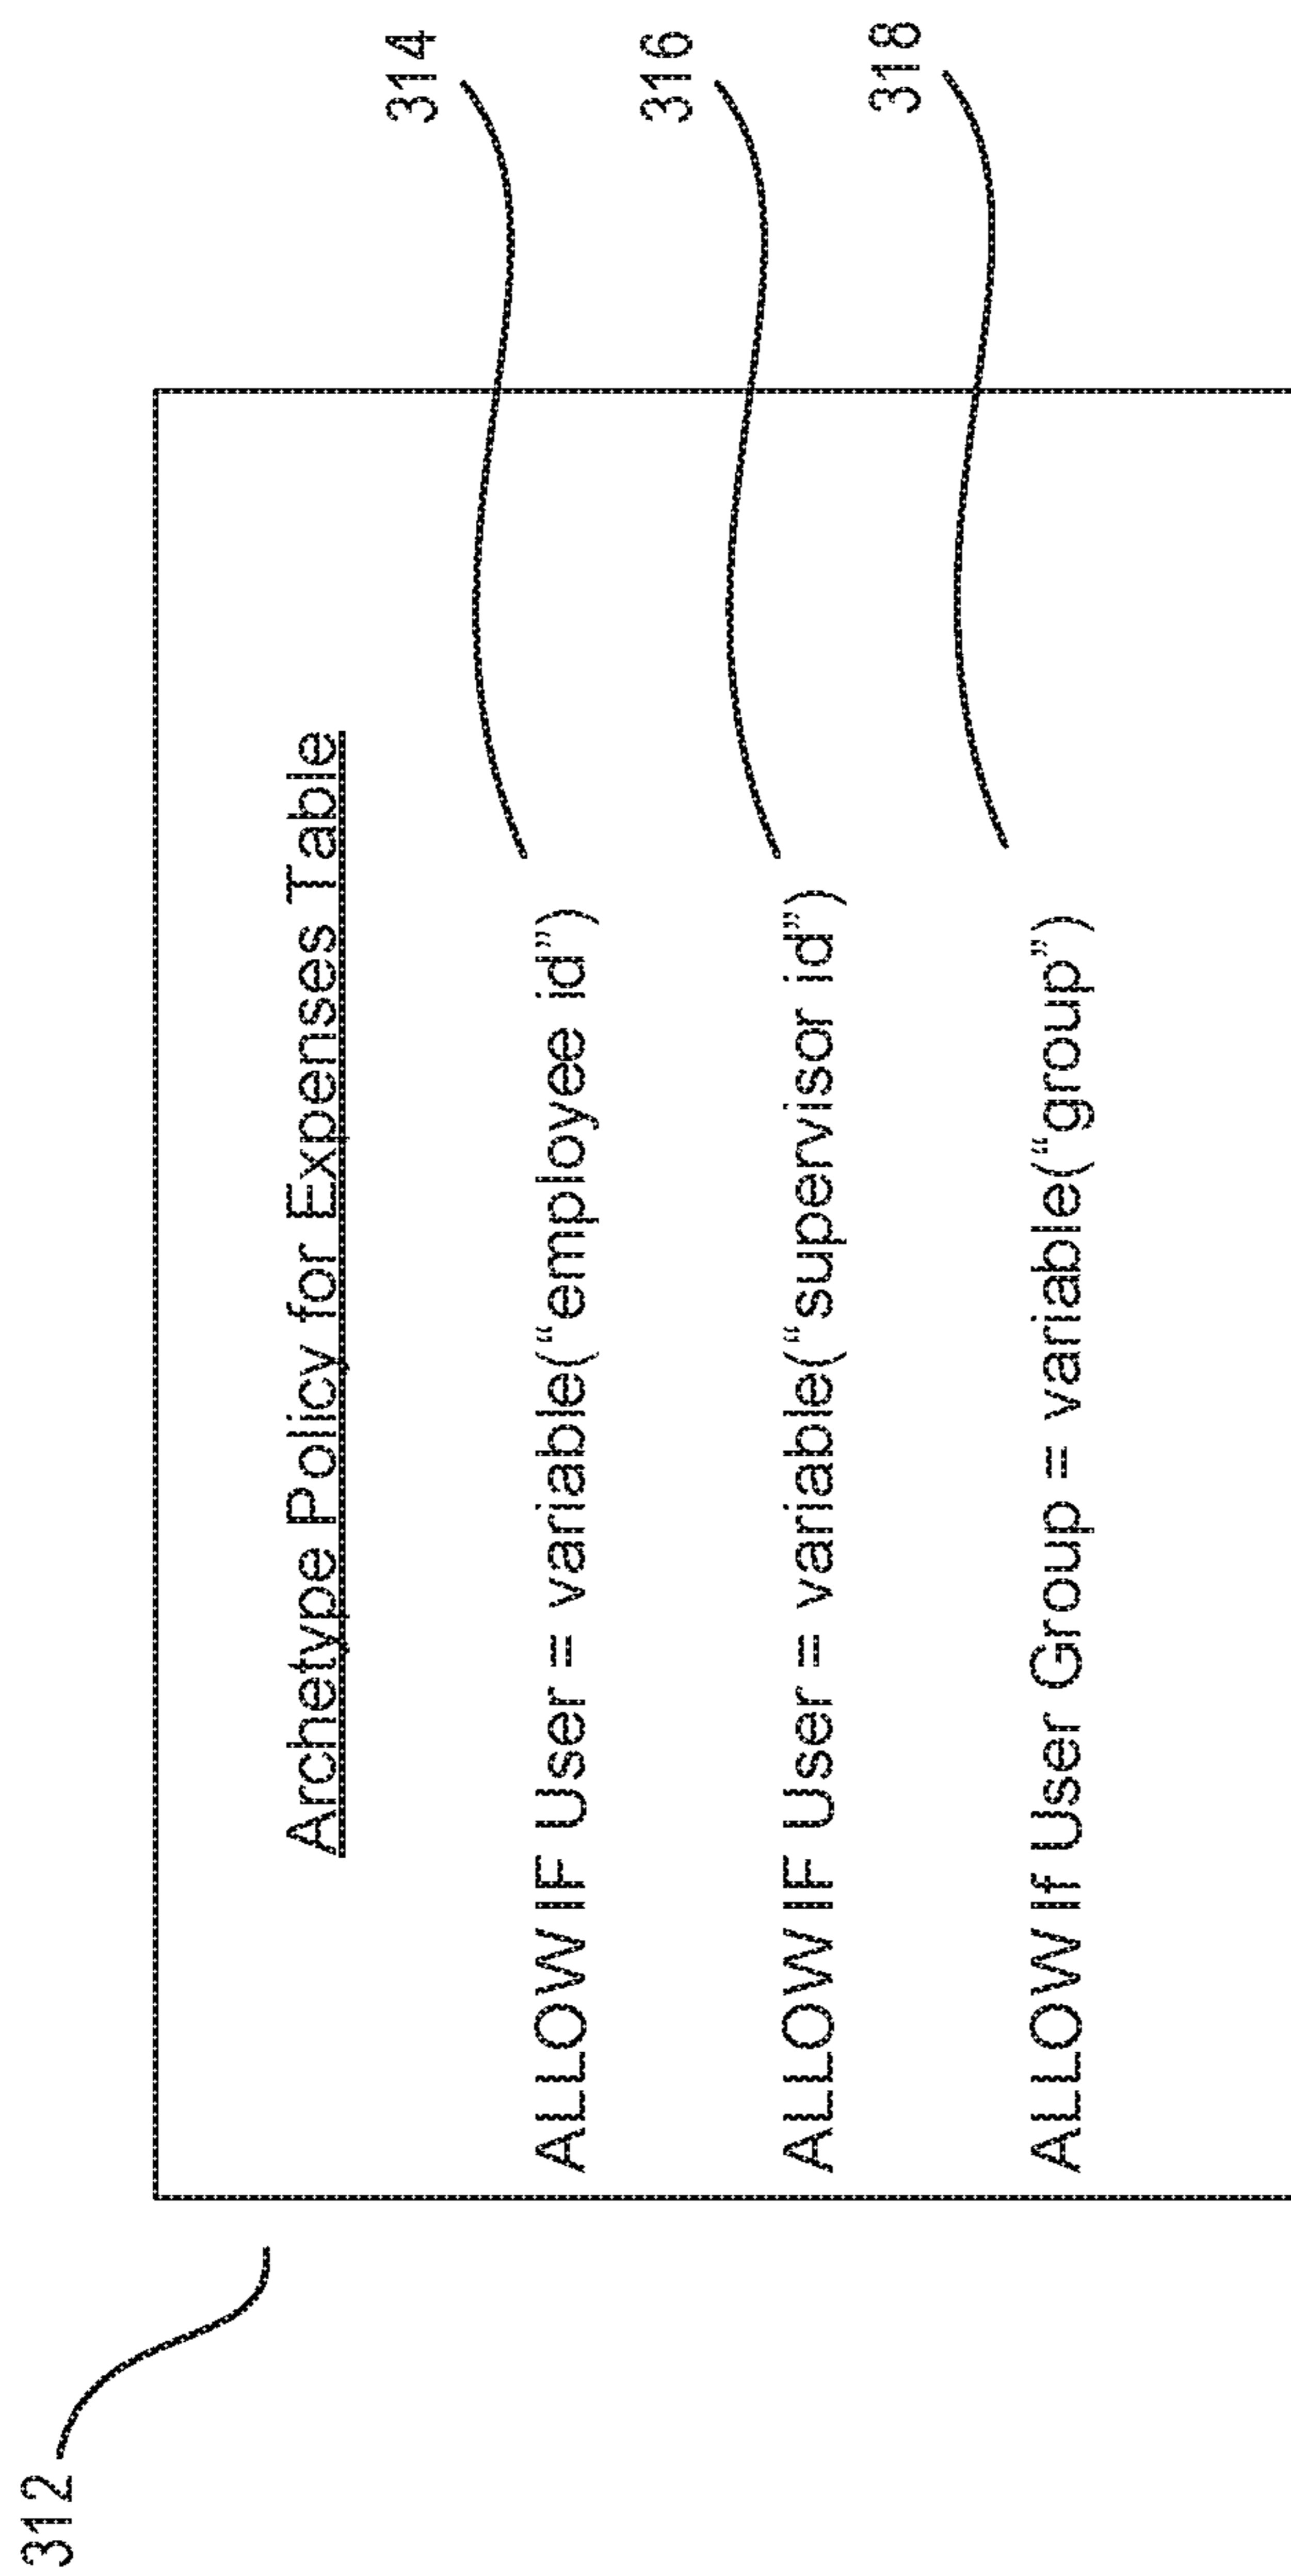 312
Archetype Policy for Expenses Table
ALLOW IF User = variable(“employee id”)
314
ALLOW IF User = variable(“supervisor id”)
316
ALLOW If User Group = variable(“group”)
318